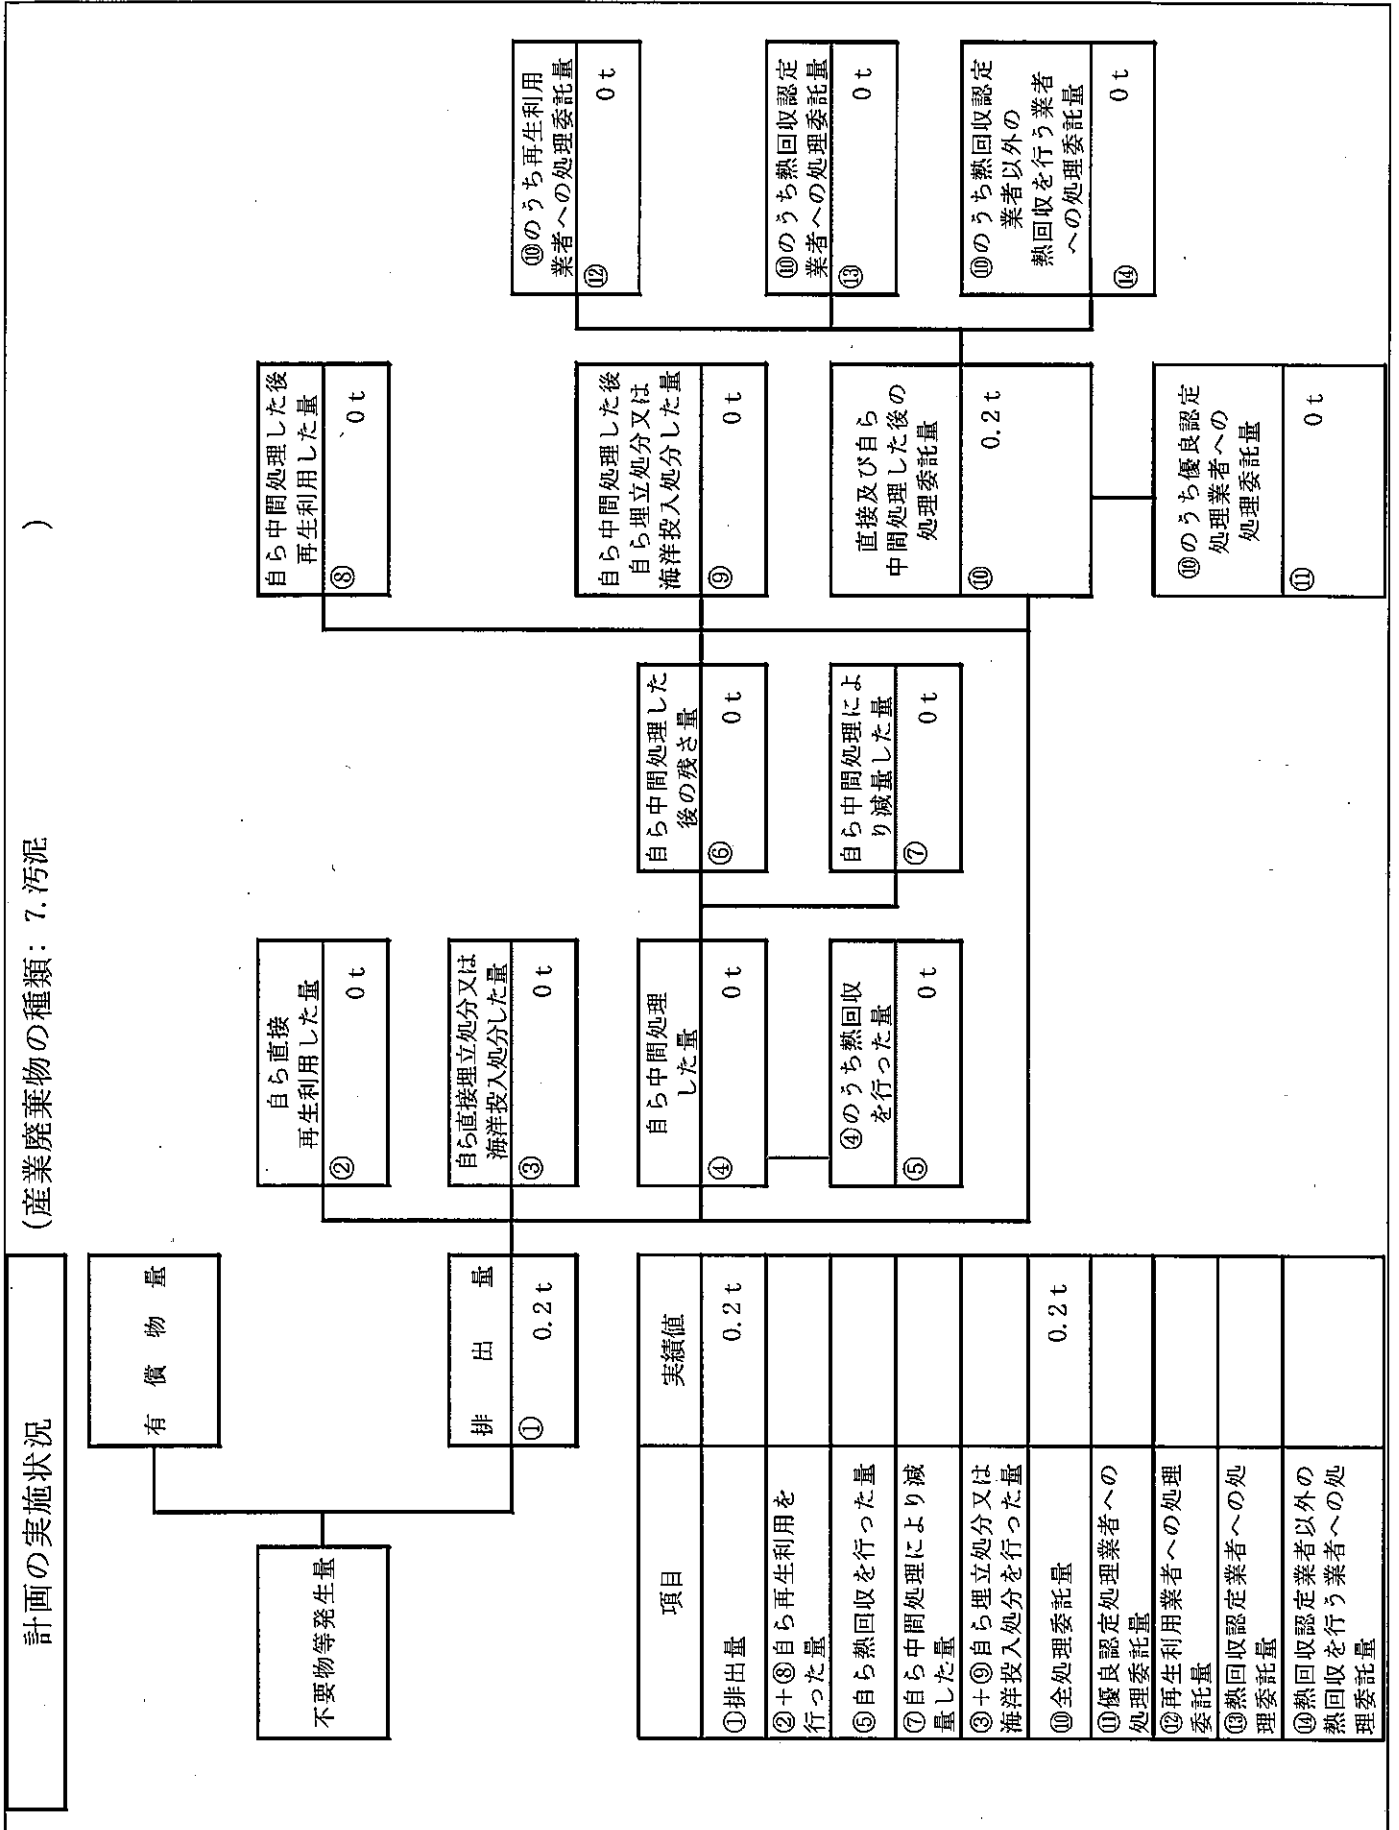 計画の実施状況
(産業廃棄物の種類: 7.汚泥 )
不要物等発生量
有償物量
排出量
① 0.2t
自ら直接
再生利用した量
② 0t
自ら直接埋立処分又は
海洋投入処分した量
③ 0t
自ら中間処理
した量
④ 0t
④のうち熱回収
を行った量
⑤ 0t
自ら中間処理した
後の残さ量
⑥ 0t
自ら中間処理によ
り減量した量
⑦ 0t
自ら中間処理した後
再生利用した量
⑧ 0t
自ら中間処理した後
自ら埋立処分又は
海洋投入処分した量
⑨ 0t
直接及び自ら
中間処理した後の
処理委託量
⑩ 0.2t
⑩のうち優良認定
処理業者への
処理委託量
⑪ 0t
⑩のうち再生利用
業者への処理委託量
⑫ 0t
⑩のうち熱回収認定
業者への処理委託量
⑬ 0t
⑩のうち熱回収認定
業者以外の
熱回収を行う業者
への処理委託量
⑭ 0t
項目 実績値
①排出量 0.2t
②+⑧自ら再生利用を
行った量
⑤自ら熱回収を行った量
⑦自ら中間処理により減
量した量
③+⑨自ら埋立処分又は
海洋投入処分を行った量
⑩全処理委託量 0.2t
⑪優良認定処理業者への
処理委託量
⑫再生利用業者への処理
委託量
⑬熱回収認定業者への処
理委託量
⑭熱回収認定業者以外の
熱回収を行う業者への処
理委託量